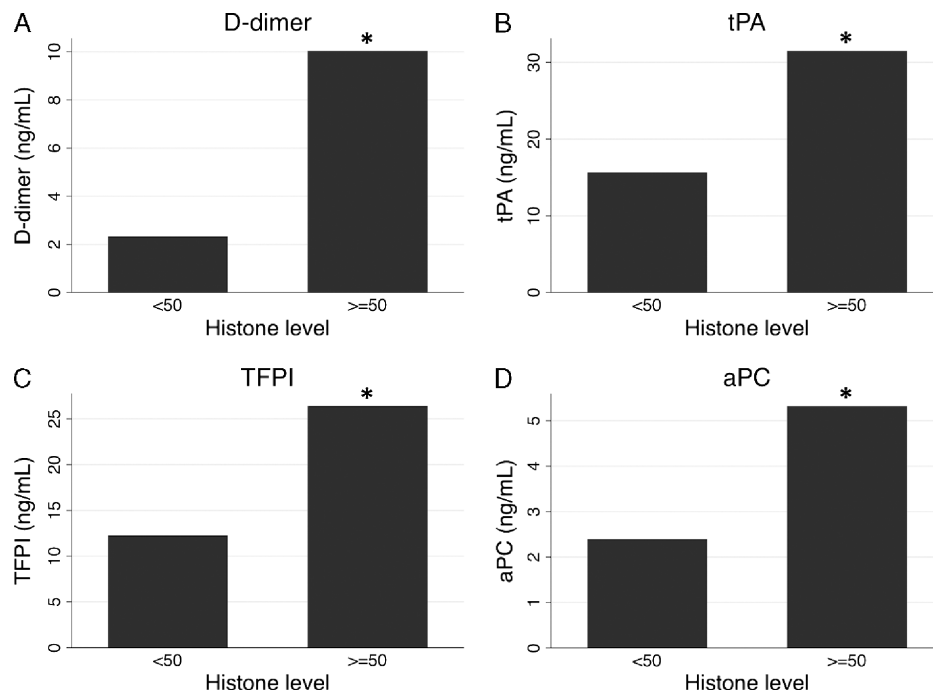 A
D-dimer
D-dimer (ng/mL)
0
2
4
6
8
10
*
<50
>=50
Histone level
B
tPA
tPA (ng/mL)
0
10
20
30
*
<50
>=50
Histone level
C
TFPI
TFPI (ng/mL)
0
5
10
15
20
25
*
<50
>=50
Histone level
D
aPC
aPC (ng/mL)
0
1
2
3
4
5
*
<50
>=50
Histone level